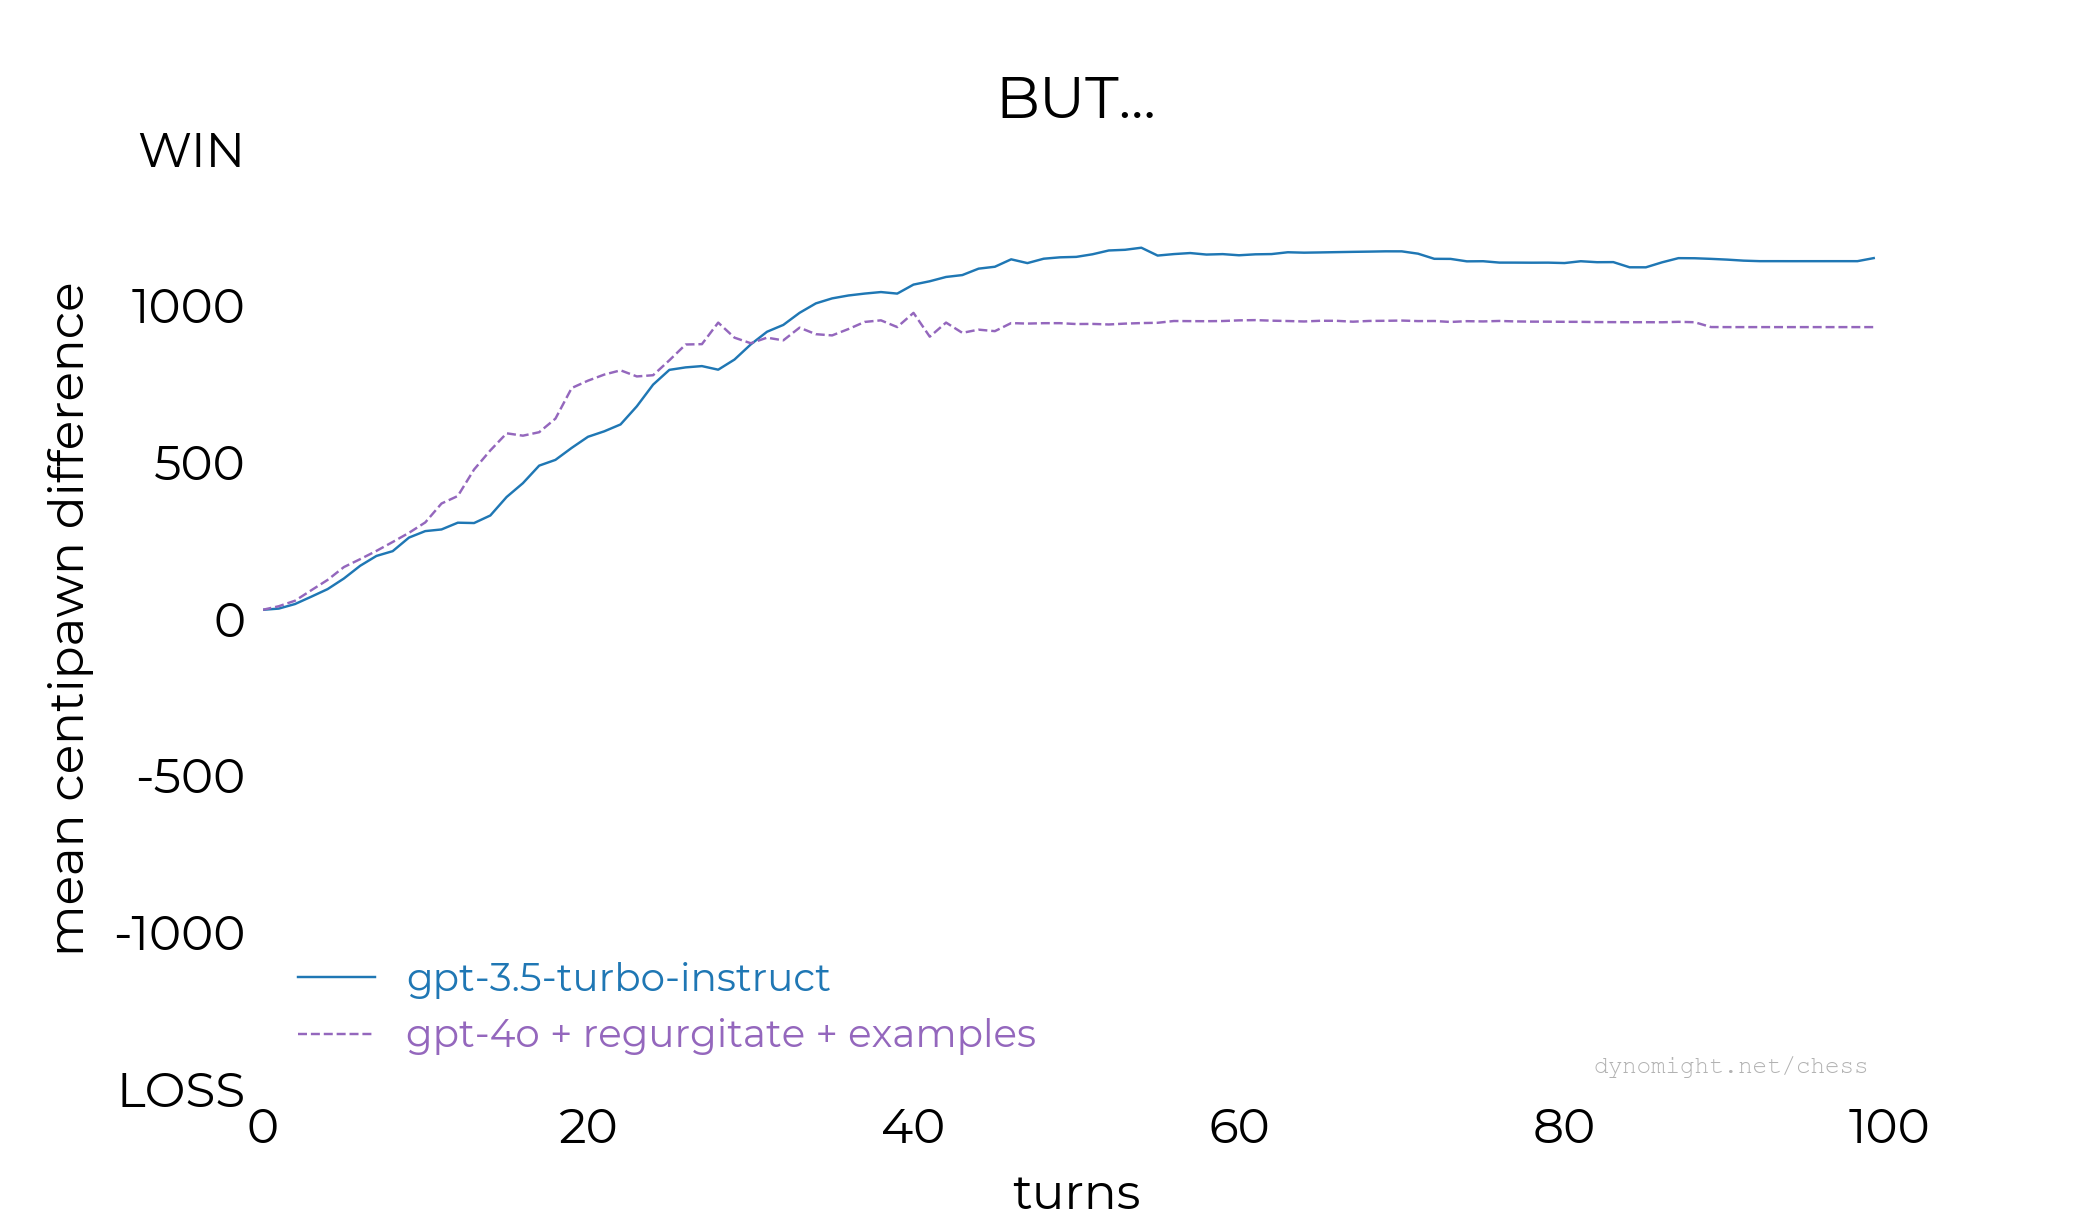 BUT...
WIN
1000
500
0
-500
-1000
LOSS
mean centipawn difference
gpt-3.5-turbo-instruct
gpt-4o + regurgitate + examples
dynomight.net/chess
0 20 40 60 80 100
turns